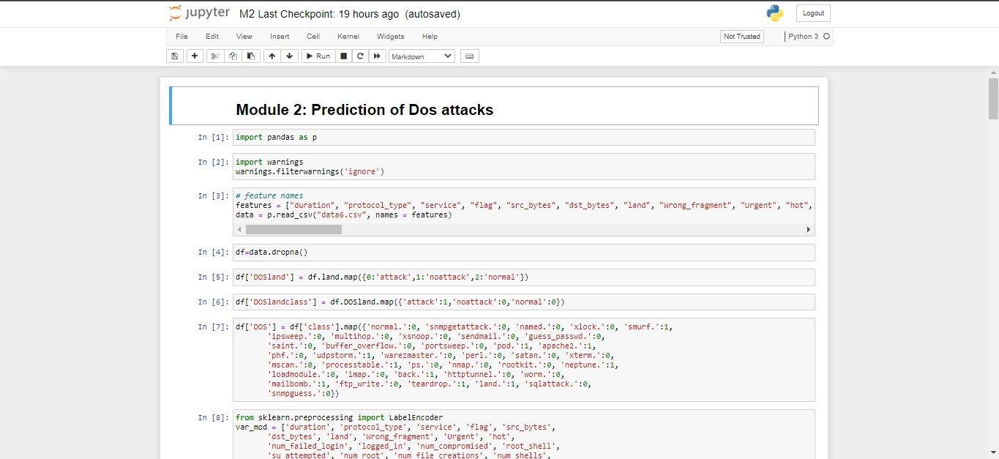 jupyter M2 Last Checkpoint: 19 hours ago (autosaved) Logout
File Edit View Insert Cell Kernel Widgets Help Not Trusted Python 3
Run Markdown
Module 2: Prediction of Dos attacks
In [1]: import pandas as p
In [2]: import warnings
warnings.filterwarnings('ignore')
In [3]: # feature names
features = ["duration", "protocol_type", "service", "flag", "src_bytes", "dst_bytes", "land", "Wrong_fragment", "Urgent", "hot",
data = p.read_csv("data6.csv", names = features)
In [4]: df=data.dropna()
In [5]: df['DOSland'] = df.land.map({0:'attack',1:'noattack',2:'normal'})
In [6]: df['DOSlandclass'] = df.DOSland.map({'attack':1,'noattack':0,'normal':0})
In [7]: df['DOS'] = df['class'].map({'normal.':0, 'snmpgetattack.':0, 'named.':0, 'xlock.':0, 'smurf.':1,
'ipsweep.':0, 'multihop.':0, 'xsnoop.':0, 'sendmail.':0, 'guess_passwd.':0,
'saint.':0, 'buffer_overflow.':0, 'portsweep.':0, 'pod.':1, 'apache2.':1,
'phf.':0, 'udpstorm.':1, 'warezmaster.':0, 'perl.':0, 'satan.':0, 'xterm.':0,
'mscan.':0, 'processtable.':1, 'ps.':0, 'nmap.':0, 'rootkit.':0, 'neptune.':1,
'loadmodule.':0, 'imap.':0, 'back.':1, 'httptunnel.':0, 'worm.':0,
'mailbomb.':1, 'ftp_write.':0, 'teardrop.':1, 'land.':1, 'sqlattack.':0,
'snmpguess.':0})
In [8]: from sklearn.preprocessing import LabelEncoder
var_mod = ['duration', 'protocol_type', 'service', 'flag', 'src_bytes',
'dst_bytes', 'land', 'Wrong_fragment', 'Urgent', 'hot',
'num_failed_login', 'logged_in', 'num_compromised', 'root_shell',
'su_attempted', 'num_root', 'num_file_creations', 'num_shells',